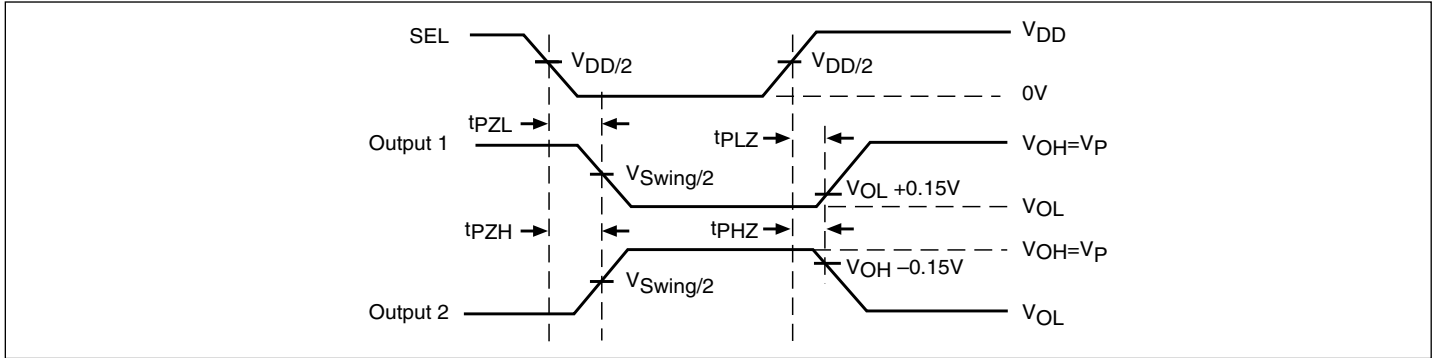 SEL
VDD/2
VDD/2
VDD
0V
tPZL
Output 1
VSwing/2
tPLZ
VOL +0.15V
VOH=VP
VOL
tPZH
Output 2
VSwing/2
tPHZ
VOH –0.15V
VOH=VP
VOL